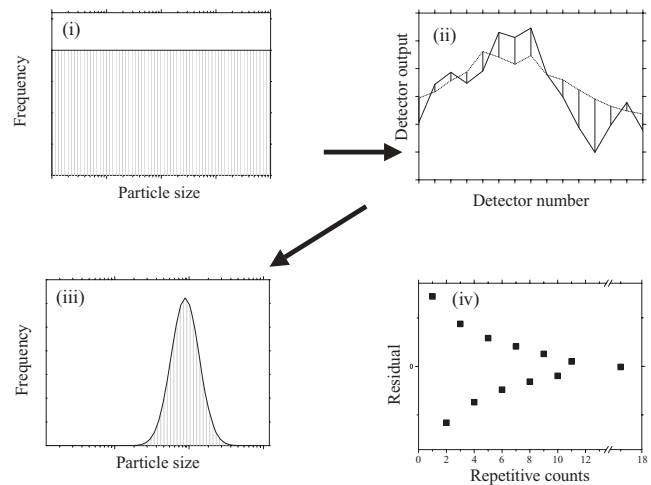 (i)
Frequency
Particle size
(ii)
Detector output
Detector number
(iii)
Frequency
Particle size
(iv)
Residual
0
0 2 4 6 8 10 12 18
Repetitive counts